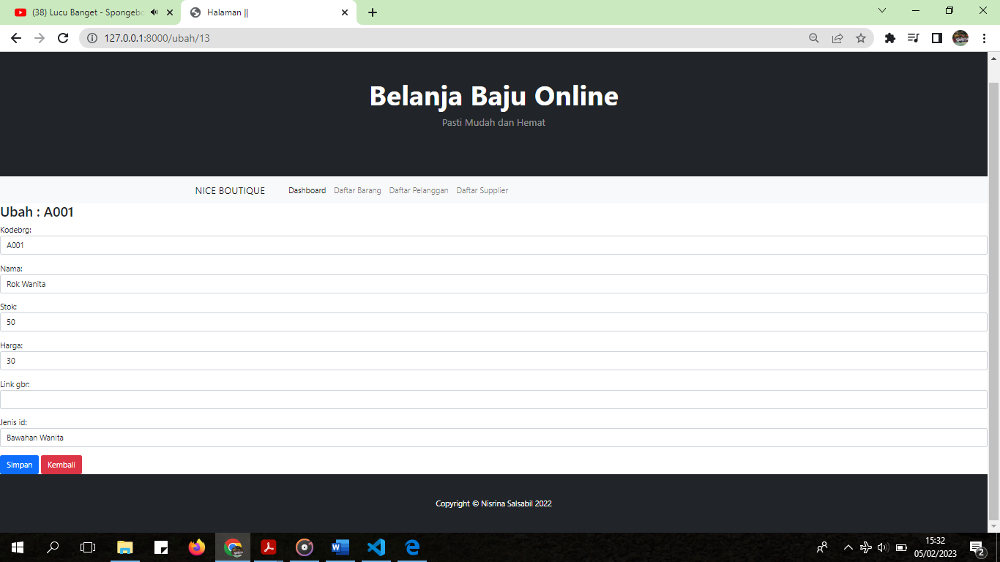 (38) Lucu Banget - Spongebo
Halaman ||
127.0.0.1:8000/ubah/13
Belanja Baju Online
Pasti Mudah dan Hemat
NICE BOUTIQUE Dashboard Daftar Barang Daftar Pelanggan Daftar Supplier
Ubah : A001
Kodebrg:
A001
Nama:
Rok Wanita
Stok:
50
Harga:
30
Link gbr:
Jenis id:
Bawahan Wanita
Simpan Kembali
Copyright © Nisrina Salsabil 2022
15:32
05/02/2023
2